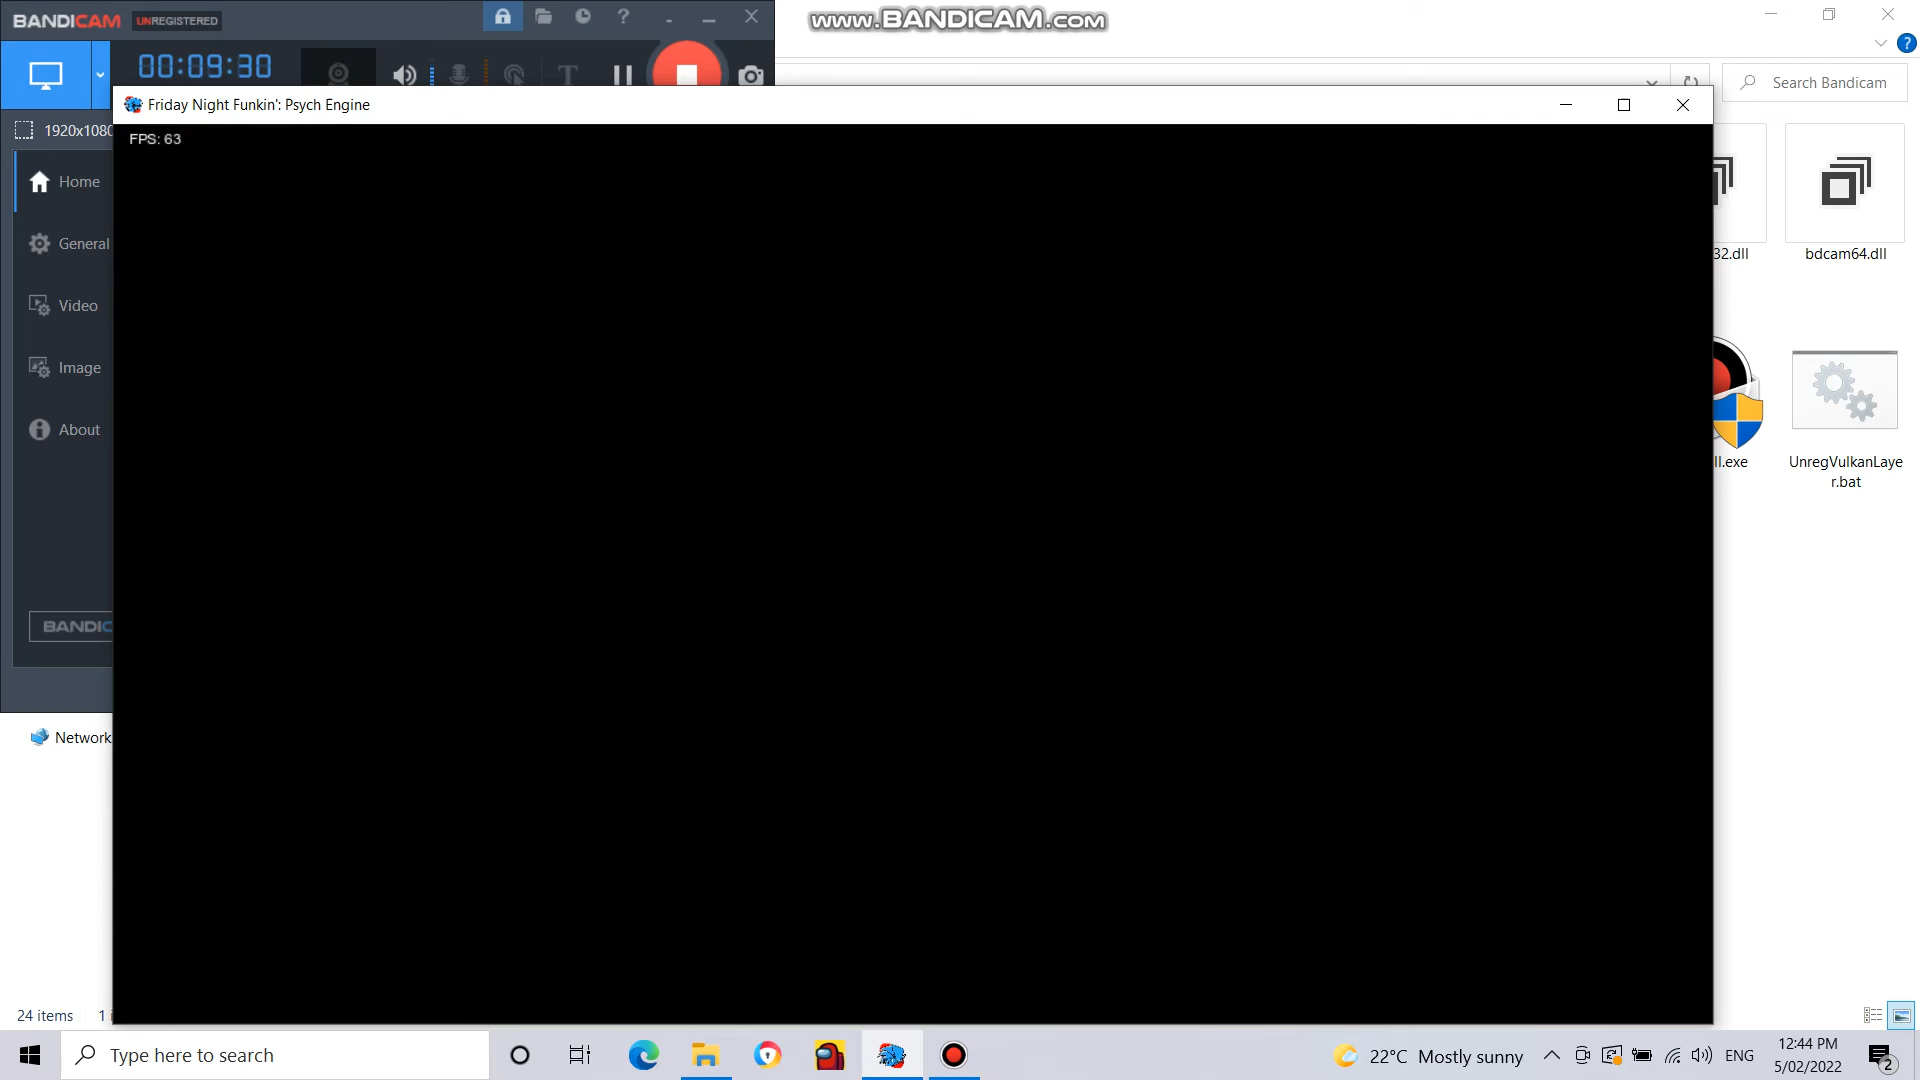 BANDICAM UNREGISTERED
www.BANDICAM.com
00:09:30
Search Bandicam
Friday Night Funkin': Psych Engine
1920x1080
FPS: 63
Home
General
Video
Image
About
32.dll
bdcam64.dll
ll.exe
UnregVulkanLaye
r.bat
BANDIC
Network
24 items
Type here to search
22°C Mostly sunny
ENG
12:44 PM
5/02/2022
2